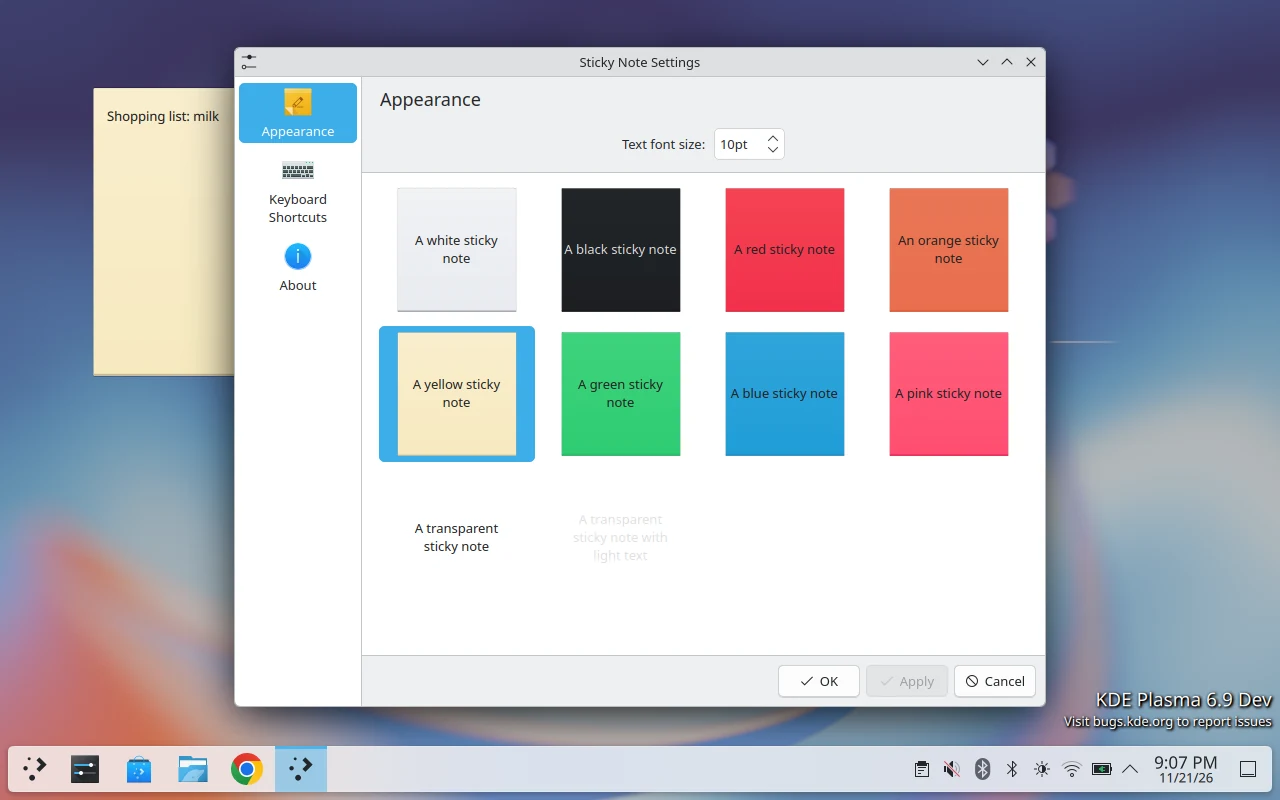 Sticky Note Settings
Shopping list: milk
Appearance
Keyboard
Shortcuts
About
Appearance
Text font size: 10pt
A white sticky
note
A black sticky note
A red sticky note
An orange sticky
note
A yellow sticky
note
A green sticky
note
A blue sticky note
A pink sticky note
A transparent
sticky note
A transparent
sticky note with
light text
OK
Apply
Cancel
KDE Plasma 6.9 Dev
Visit bugs.kde.org to report issues
9:07 PM
11/21/26